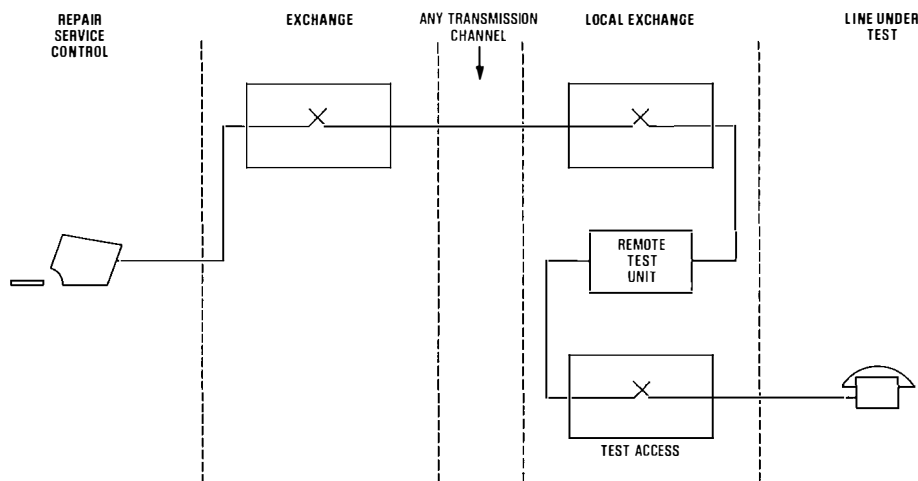 REPAIR
SERVICE
CONTROL
EXCHANGE
ANY TRANSMISSION
CHANNEL
LOCAL EXCHANGE
LINE UNDER
TEST
REMOTE
TEST
UNIT
TEST ACCESS